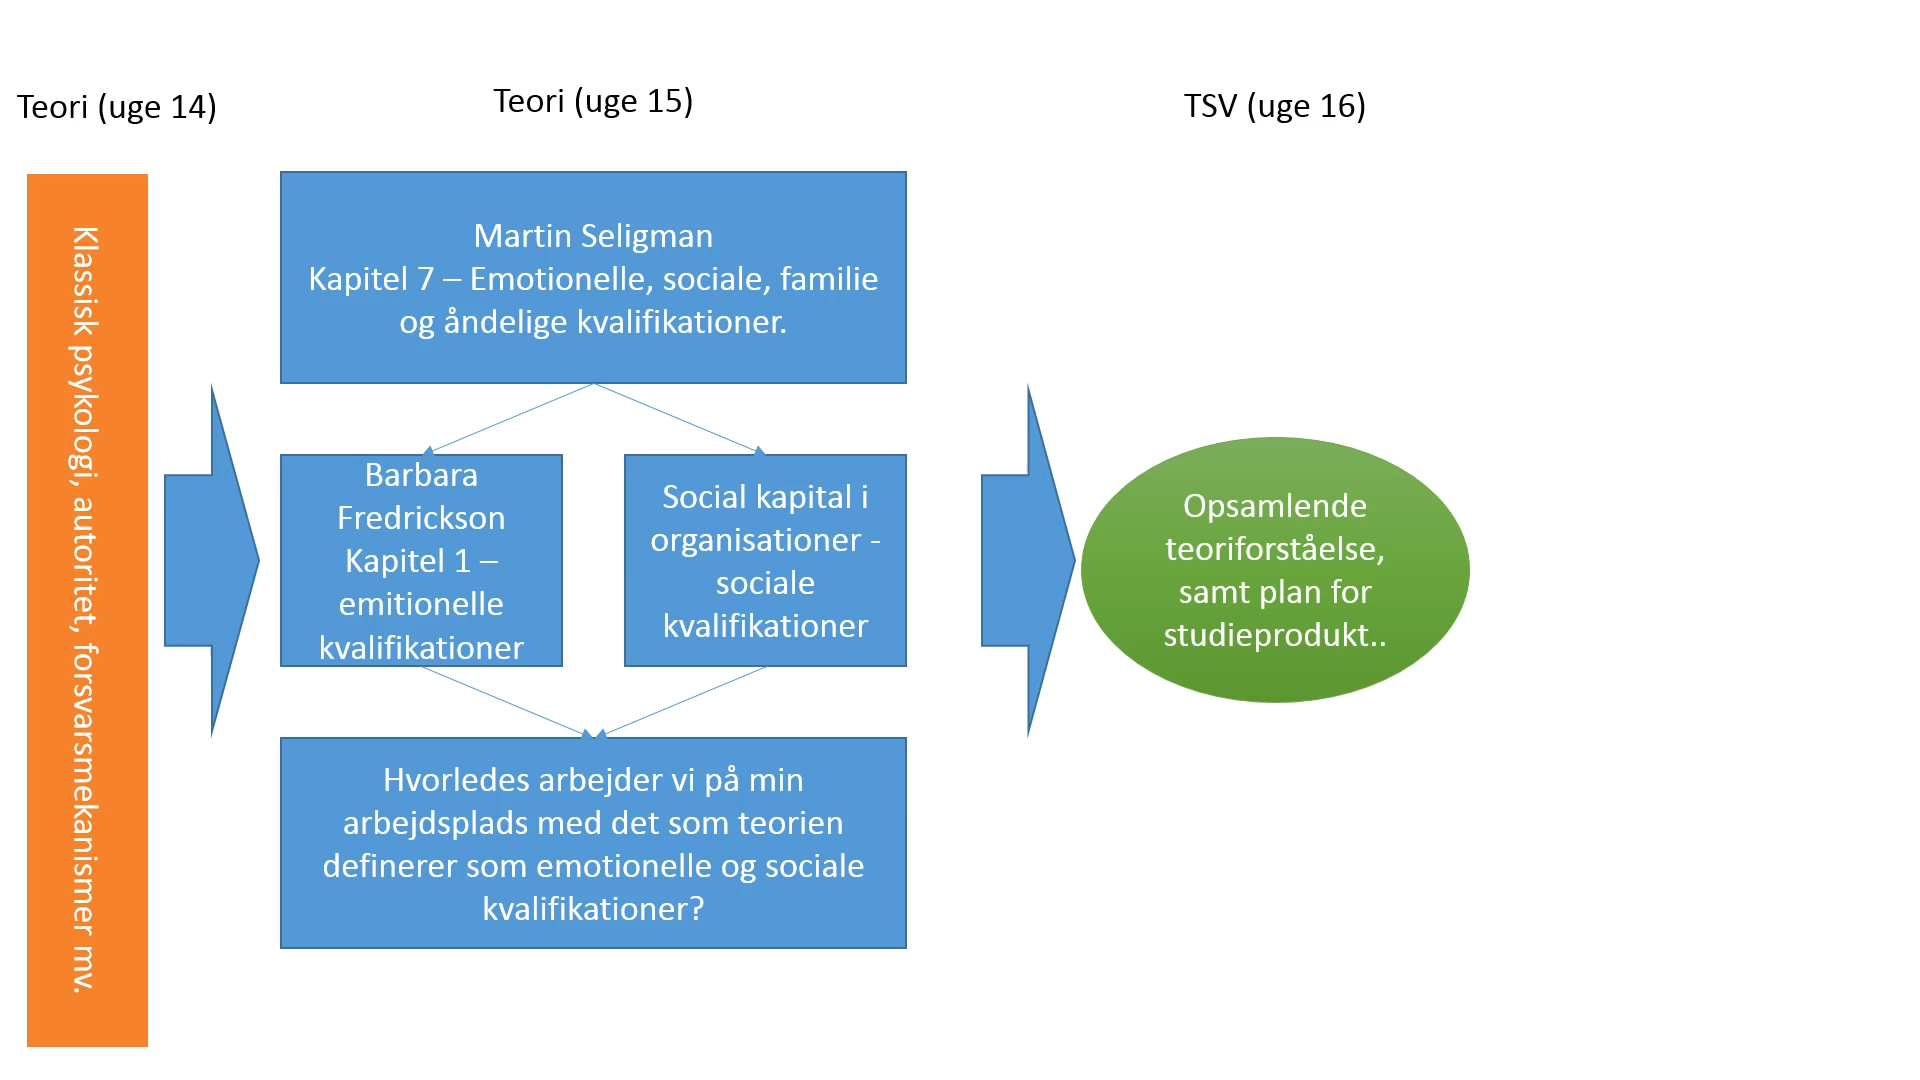 Teori (uge 14)
Teori (uge 15)
TSV (uge 16)
Klassisk psykologi, autoritet, forsvarsmekanismer mv.
Martin Seligman
Kapitel 7 – Emotionelle, sociale, familie
og åndelige kvalifikationer.
Barbara
Fredrickson
Kapitel 1 –
emitionelle
kvalifikationer
Social kapital i
organisationer -
sociale
kvalifikationer
Hvorledes arbejder vi på min
arbejdsplads med det som teorien
definerer som emotionelle og sociale
kvalifikationer?
Opsamlende
teoriforståelse,
samt plan for
studieprodukt..